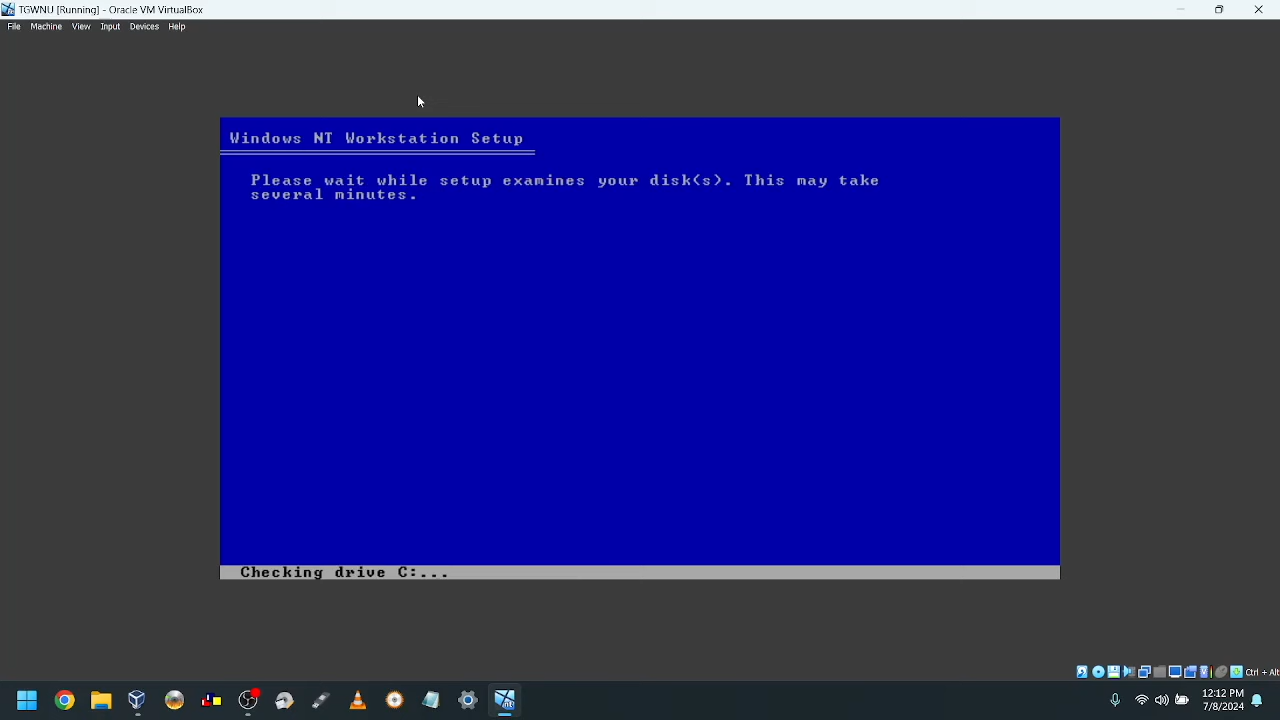 TGWNU [Running] - Oracle VM VirtualBox
File Machine View Input Devices Help
Windows NT Workstation Setup
Please wait while setup examines your disk(s). This may take
several minutes.
Checking drive C:...
Ctrl + Alt
12:12 PM
7/8/2024